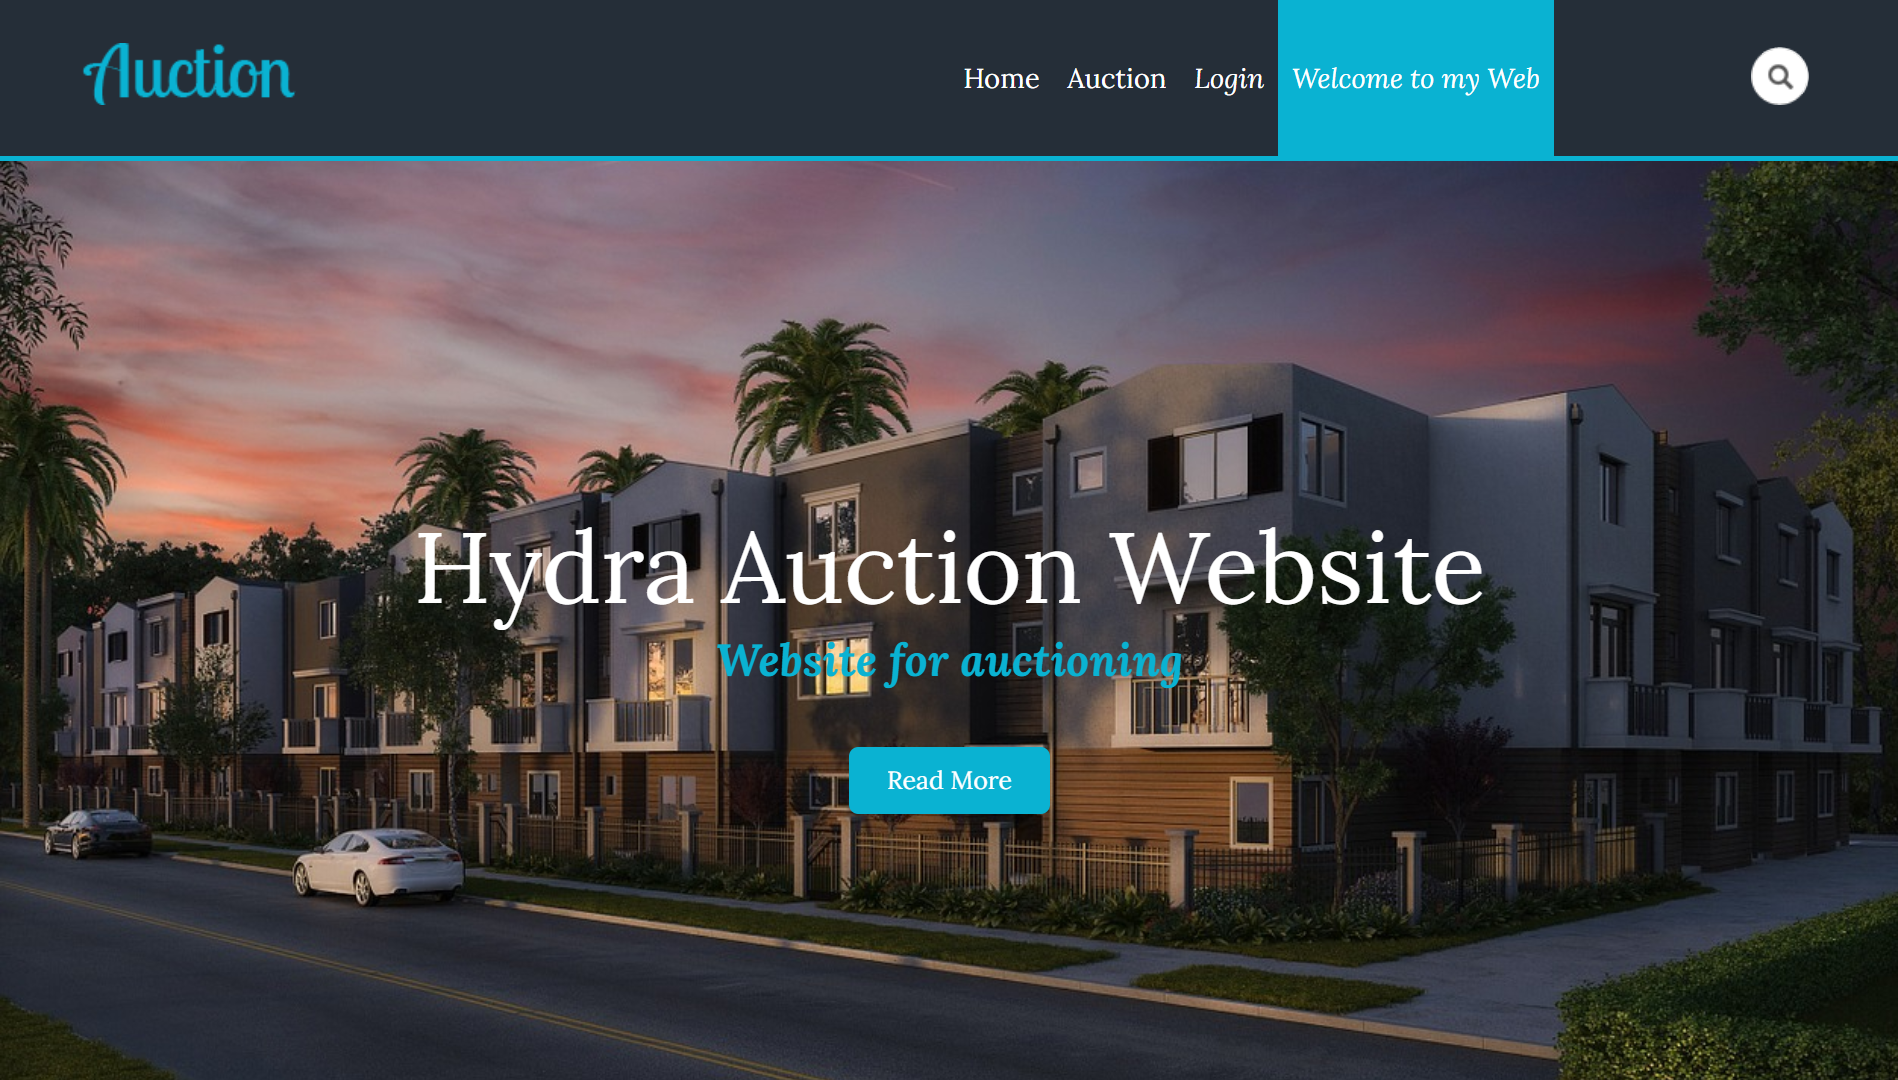 Auction
Home Auction Login Welcome to my Web
Hydra Auction Website
Website for auctioning
Read More